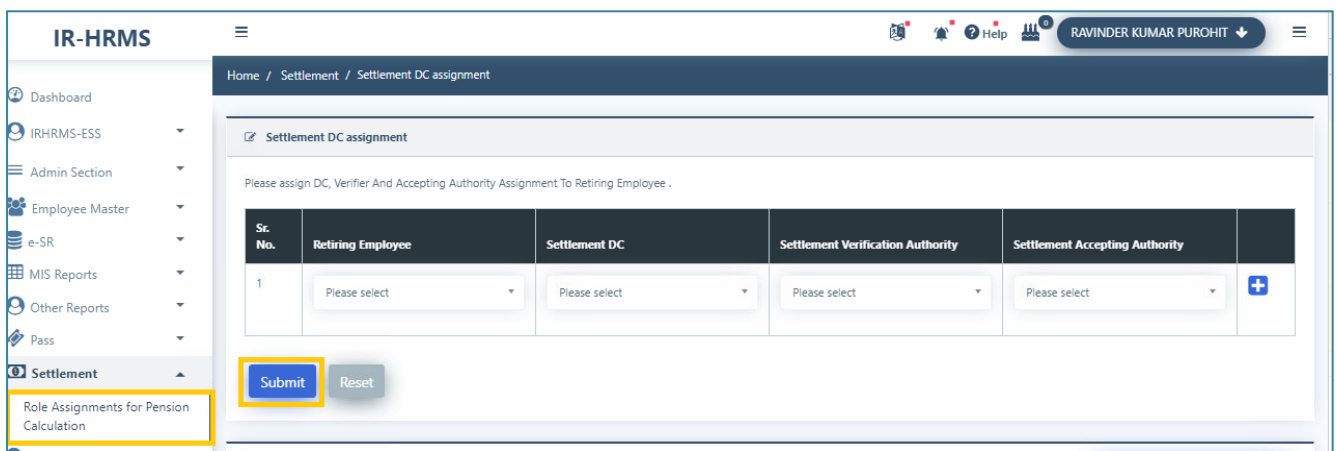 IR-HRMS
Help
0
RAVINDER KUMAR PUROHIT
Home / Settlement / Settlement DC assignment
Dashboard
IRHRMS-ESS
Admin Section
Employee Master
e-SR
MIS Reports
Other Reports
Pass
Settlement
Role Assignments for Pension
Calculation
Settlement DC assignment
Please assign DC, Verifier And Accepting Authority Assignment To Retiring Employee .
Sr.
No. Retiring Employee Settlement DC Settlement Verification Authority Settlement Accepting Authority
1 Please select Please select Please select Please select
Submit Reset